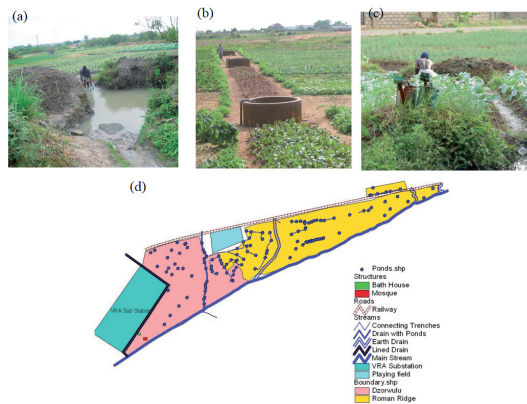 (a)
(b)
(c)
(d)
VRA Sub-Station
Ponds.shp
Structures
Bath House
Mosque
Roads
Railway
Streams
Connecting Trenches
Drain with Ponds
Earth Drain
Lined Drain
Main Stream
VRA Substation
Playing field
Boundary.shp
Dzorwulu
Roman Ridge